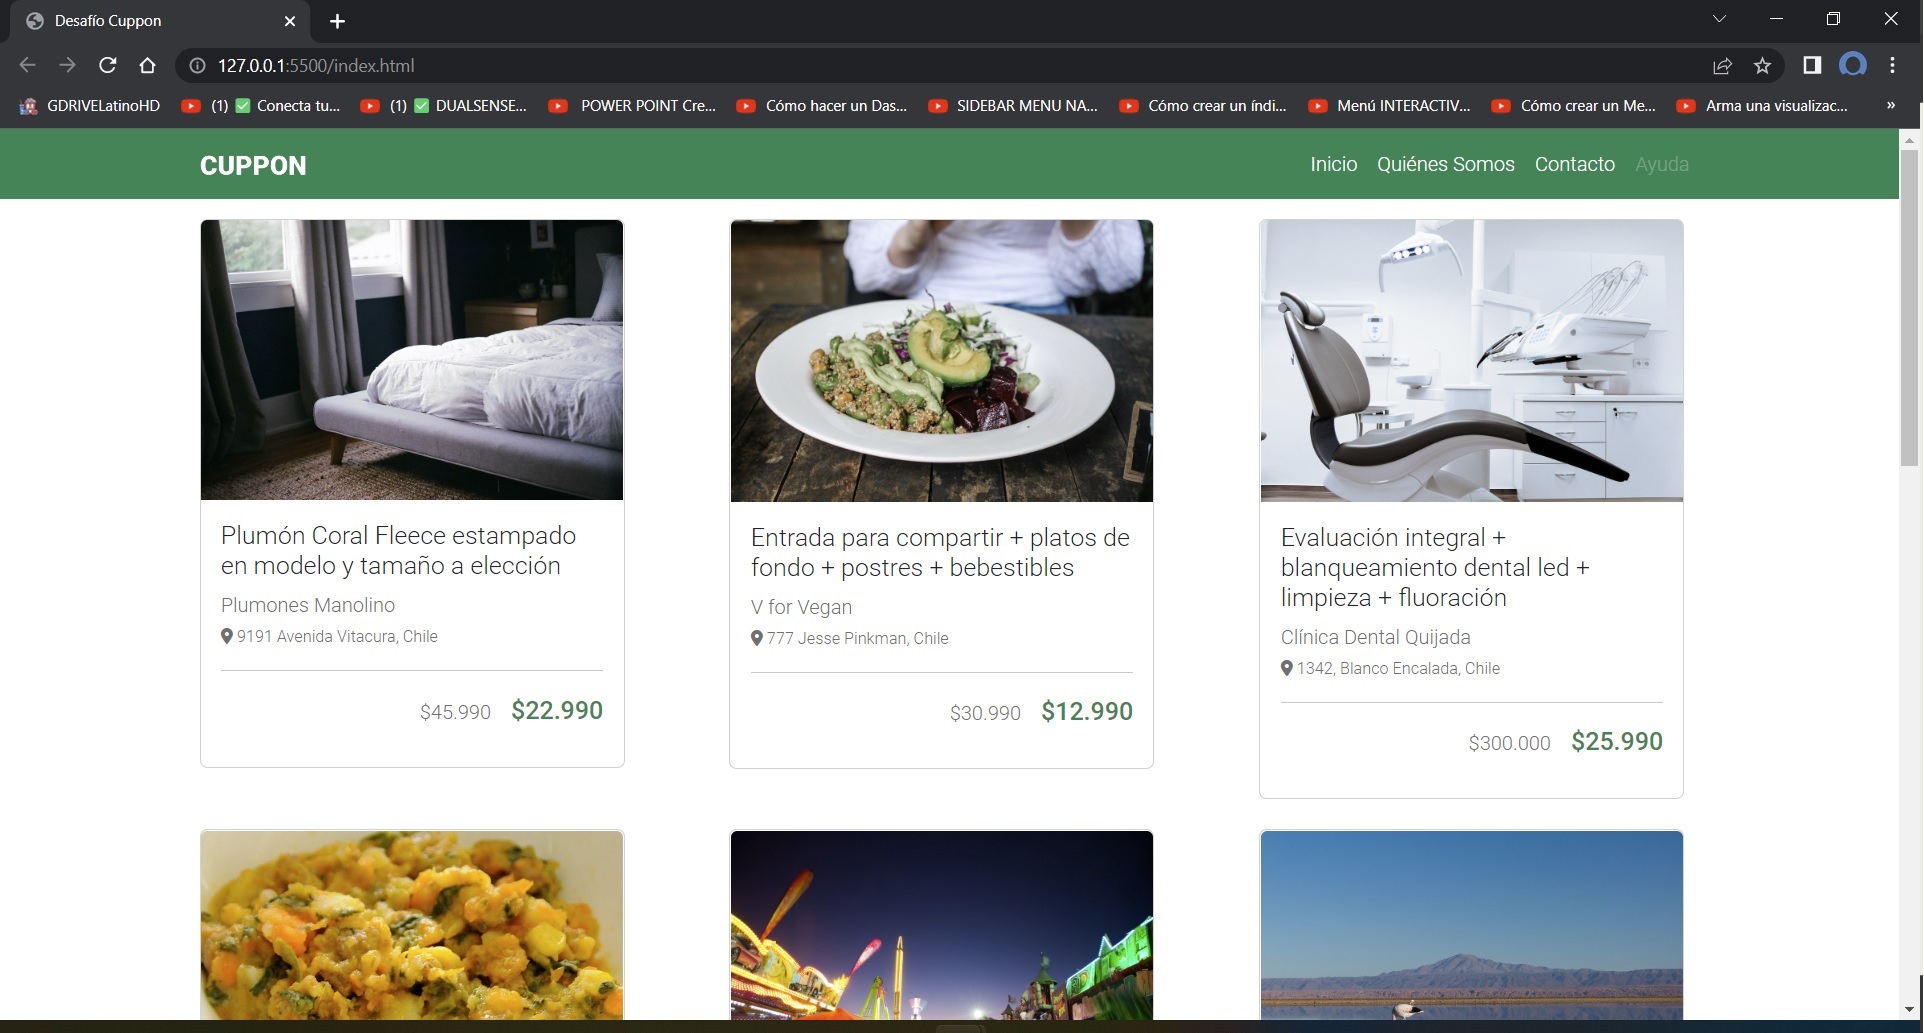 Desafío Cuppon
127.0.0.1:5500/index.html
GDRIVELatinoHD (1) ✅ Conecta tu... (1) ✅ DUALSENSE... POWER POINT Cre... Cómo hacer un Das... SIDEBAR MENU NA... Cómo crear un índi... Menú INTERACTIV... Cómo crear un Me... Arma una visualizac... »
CUPPON Inicio Quiénes Somos Contacto Ayuda
Plumón Coral Fleece estampado
en modelo y tamaño a elección
Plumones Manolino
9191 Avenida Vitacura, Chile
$45.990 $22.990
Entrada para compartir + platos de
fondo + postres + bebestibles
V for Vegan
777 Jesse Pinkman, Chile
$30.990 $12.990
Evaluación integral +
blanqueamiento dental led +
limpieza + fluoración
Clínica Dental Quijada
1342, Blanco Encalada, Chile
$300.000 $25.990